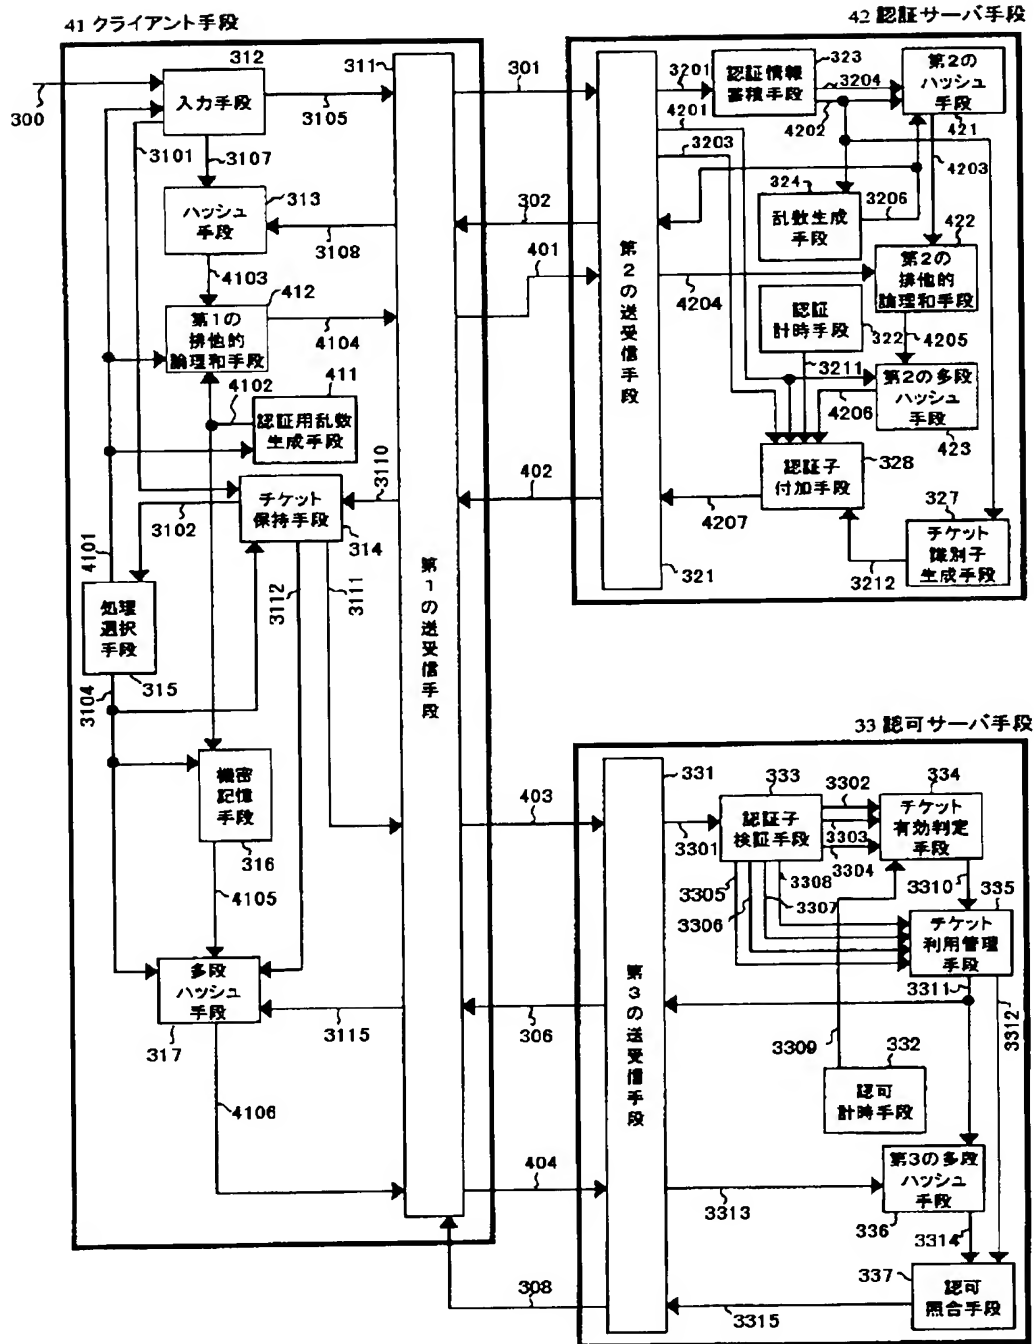 41 クライアント手段
42 認証サーバ手段
300
312
入力手段
3105
3101
3107
313
ハッシュ
手段
3108
4103
412
第1の
排他的
論理和手段
4104
4102
411
認証用乱数
生成手段
3110
チケット
保持手段
314
3102
4101
処理
選択
手段
315
3104
3112
3111
機密
記憶
手段
316
4105
多段
ハッシュ
手段
317
3115
4106
311
第1の送受信手段
301
302
401
402
403
306
404
308
第2の送受信手段
321
3201
4201
3203
323
認証情報
蓄積手段
3204
4202
第2の
ハッシュ
手段
421
4203
324
乱数生成
手段
3206
422
第2の
排他的
論理和手段
4204
認証
計時手段
322
4205
3211
4206
第2の多段
ハッシュ
手段
423
328
認証子
付加手段
4207
327
チケット
識別子
生成手段
3212
33 認可サーバ手段
331
第3の送受信手段
3301
333
認証子
検証手段
3302
3303
3304
334
チケット
有効判定
手段
3305
3306
3308
3307
3310
335
チケット
利用管理
手段
3311
3312
3309
332
認可
計時手段
3313
第3の多段
ハッシュ
手段
336
3314
337
認可
照合手段
3315